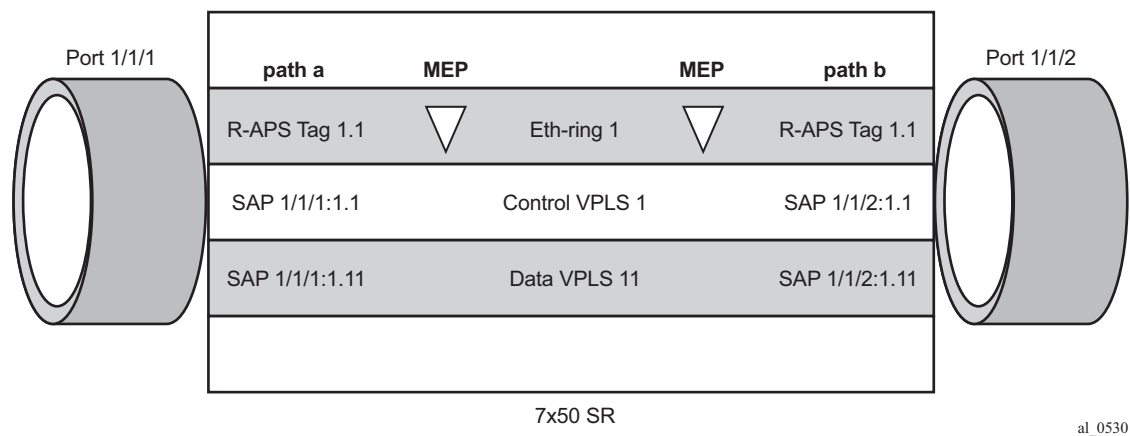 Port 1/1/1
Port 1/1/2
path a MEP MEP path b
R-APS Tag 1.1 Eth-ring 1 R-APS Tag 1.1
SAP 1/1/1:1.1 Control VPLS 1 SAP 1/1/2:1.1
SAP 1/1/1:1.11 Data VPLS 11 SAP 1/1/2:1.11
7x50 SR
al_0530